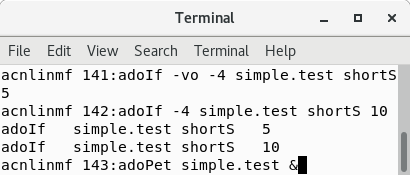 Terminal
File Edit View Search Terminal Help
acnlinmf 141:adoIf -vo -4 simple.test shortS
5
acnlinmf 142:adoIf -4 simple.test shortS 10
adoIf simple.test shortS 5
adoIf simple.test shortS 10
acnlinmf 143:adoPet simple.test &